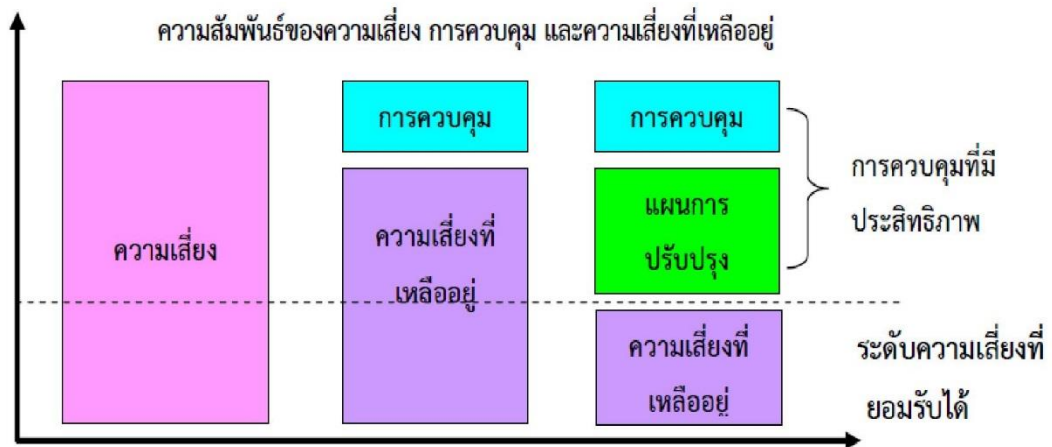 ความสัมพันธ์ของความเสี่ยง การควบคุม และความเสี่ยงที่เหลืออยู่
ความเสี่ยง
การควบคุม
ความเสี่ยงที่
เหลืออยู่
การควบคุม
แผนการ
ปรับปรุง
ความเสี่ยงที่
เหลืออยู่
การควบคุมที่มี
ประสิทธิภาพ
ระดับความเสี่ยงที่
ยอมรับได้